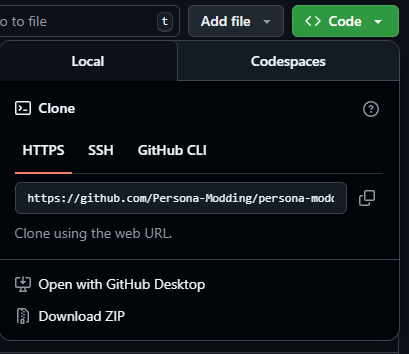 o to file t Add file Code
Local Codespaces
Clone
HTTPS SSH GitHub CLI
https://github.com/Persona-Modding/persona-modd
Clone using the web URL.
Open with GitHub Desktop
Download ZIP